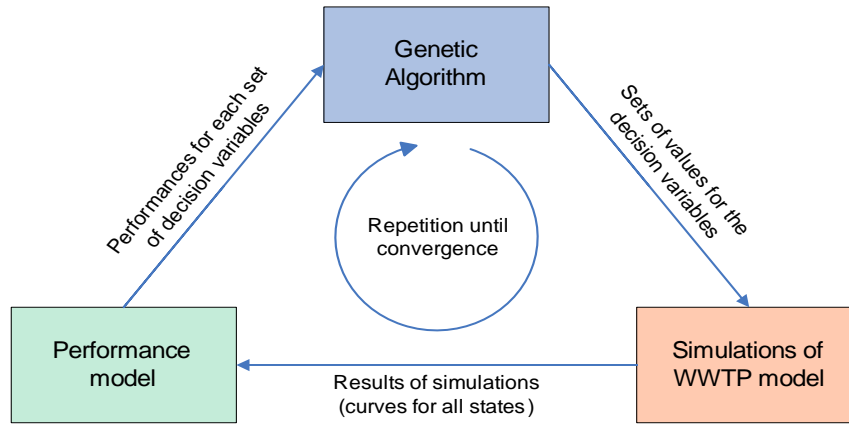 Genetic
Algorithm
Performances for each set
of decision variables
Sets of values for the
decision variables
Repetition until
convergence
Performance
model
Results of simulations
(curves for all states)
Simulations of
WWTP model